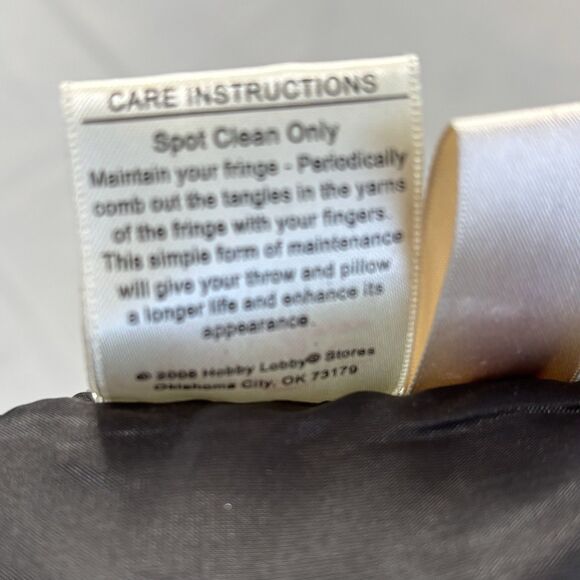 CARE INSTRUCTIONS
Spot Clean Only
Maintain your fringe - Periodically
comb out the tangles in the yarns
of the fringe with your fingers.
This simple form of maintenance
will give your throw and pillow
a longer life and enhance its
appearance.
© 2006 Hobby Lobby® Stores
Oklahoma City, OK 73179